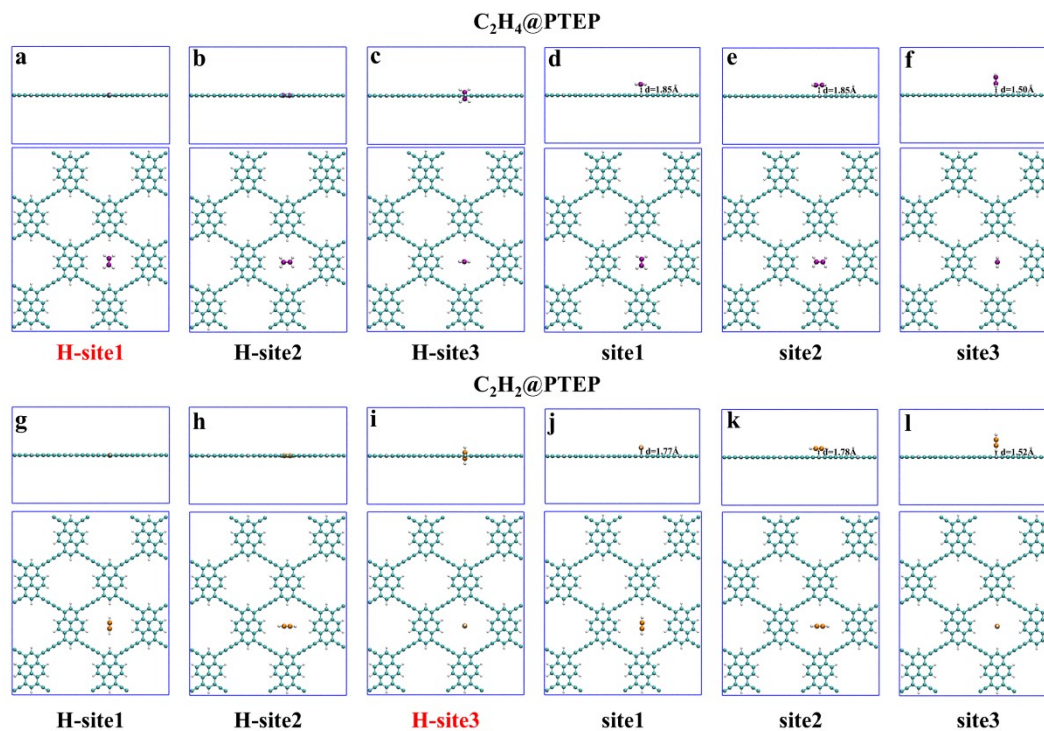 C₂H₄@PTEP
a b c d e f
d=1.85Å d=1.85Å d=1.50Å
H-site1 H-site2 H-site3 site1 site2 site3
C₂H₂@PTEP
g h i j k l
d=1.77Å d=1.78Å d=1.52Å
H-site1 H-site2 H-site3 site1 site2 site3